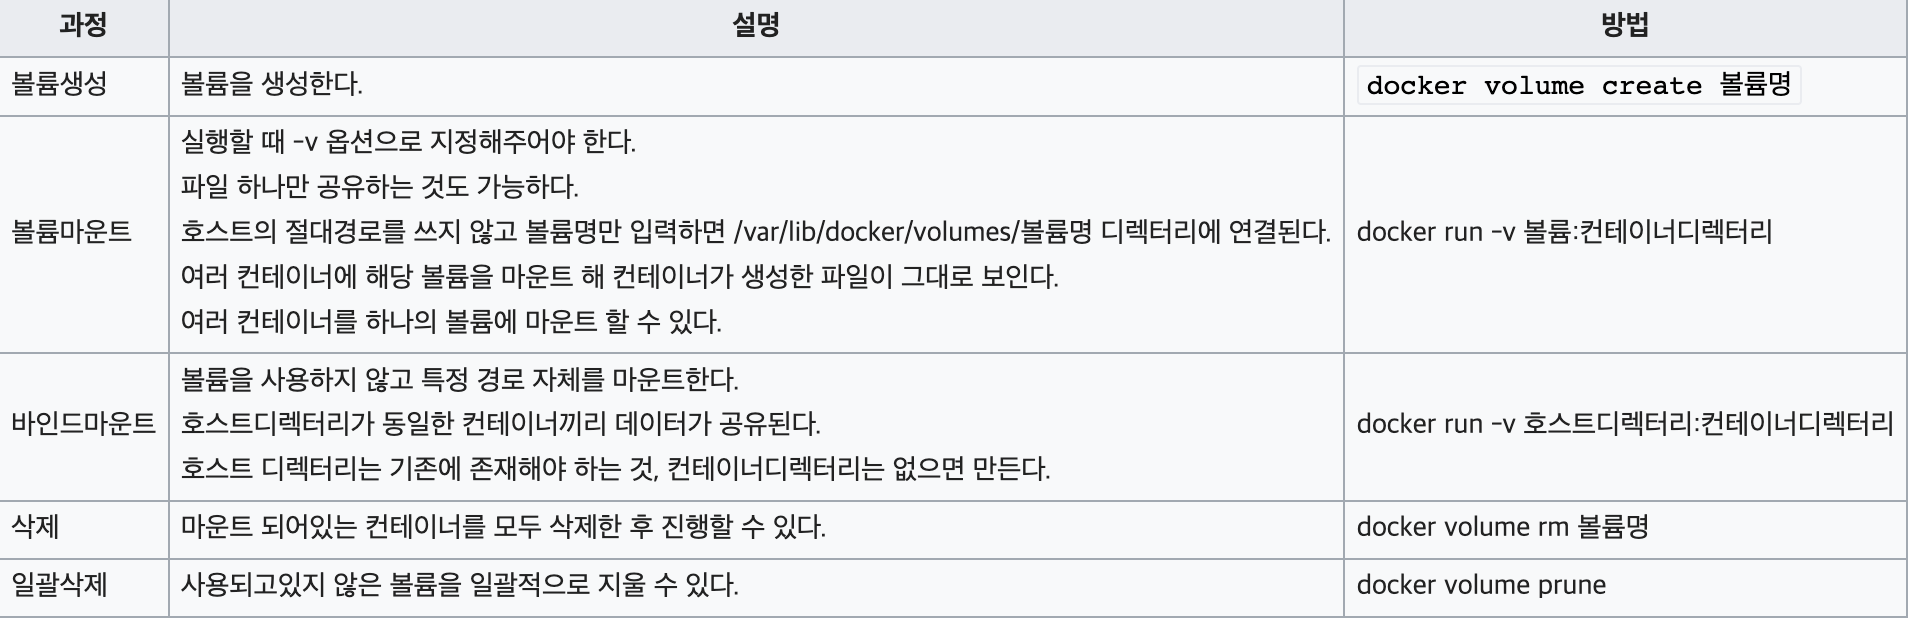 과정 설명 방법
볼륨생성 볼륨을 생성한다. docker volume create 볼륨명
실행할 때 -v 옵션으로 지정해주어야 한다.
파일 하나만 공유하는 것도 가능하다.
볼륨마운트 호스트의 절대경로를 쓰지 않고 볼륨명만 입력하면 /var/lib/docker/volumes/볼륨명 디렉터리에 연결된다. docker run -v 볼륨:컨테이너디렉터리
여러 컨테이너에 해당 볼륨을 마운트 해 컨테이너가 생성한 파일이 그대로 보인다.
여러 컨테이너를 하나의 볼륨에 마운트 할 수 있다.
볼륨을 사용하지 않고 특정 경로 자체를 마운트한다.
바인드마운트 호스트디렉터리가 동일한 컨테이너끼리 데이터가 공유된다. docker run -v 호스트디렉터리:컨테이너디렉터리
호스트 디렉터리는 기존에 존재해야 하는 것, 컨테이너디렉터리는 없으면 만든다.
삭제 마운트 되어있는 컨테이너를 모두 삭제한 후 진행할 수 있다. docker volume rm 볼륨명
일괄삭제 사용되고있지 않은 볼륨을 일괄적으로 지울 수 있다. docker volume prune